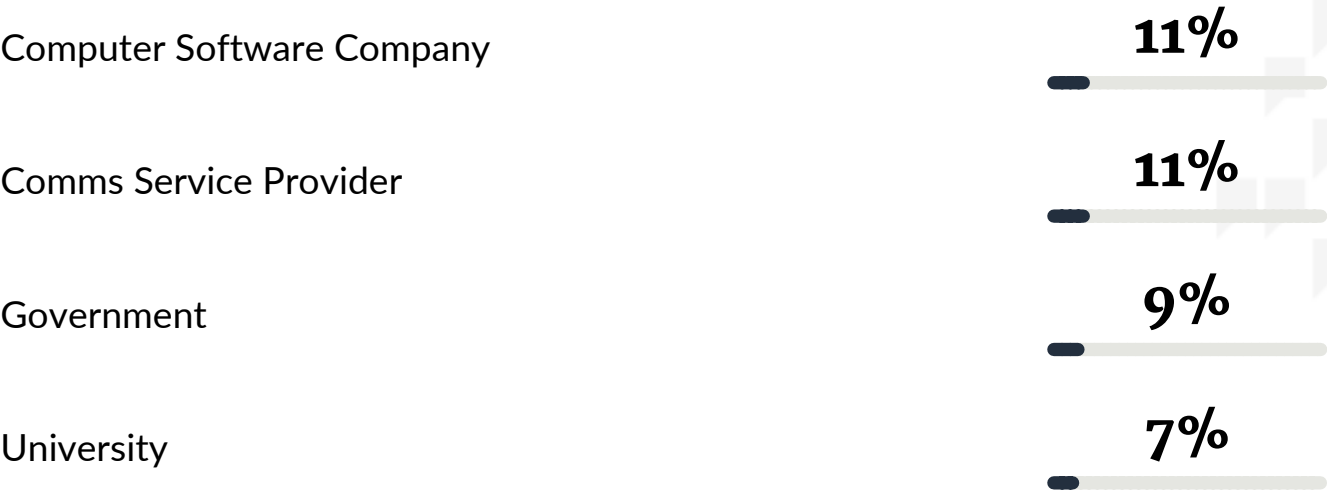 Computer Software Company 11%
Comms Service Provider 11%
Government 9%
University 7%